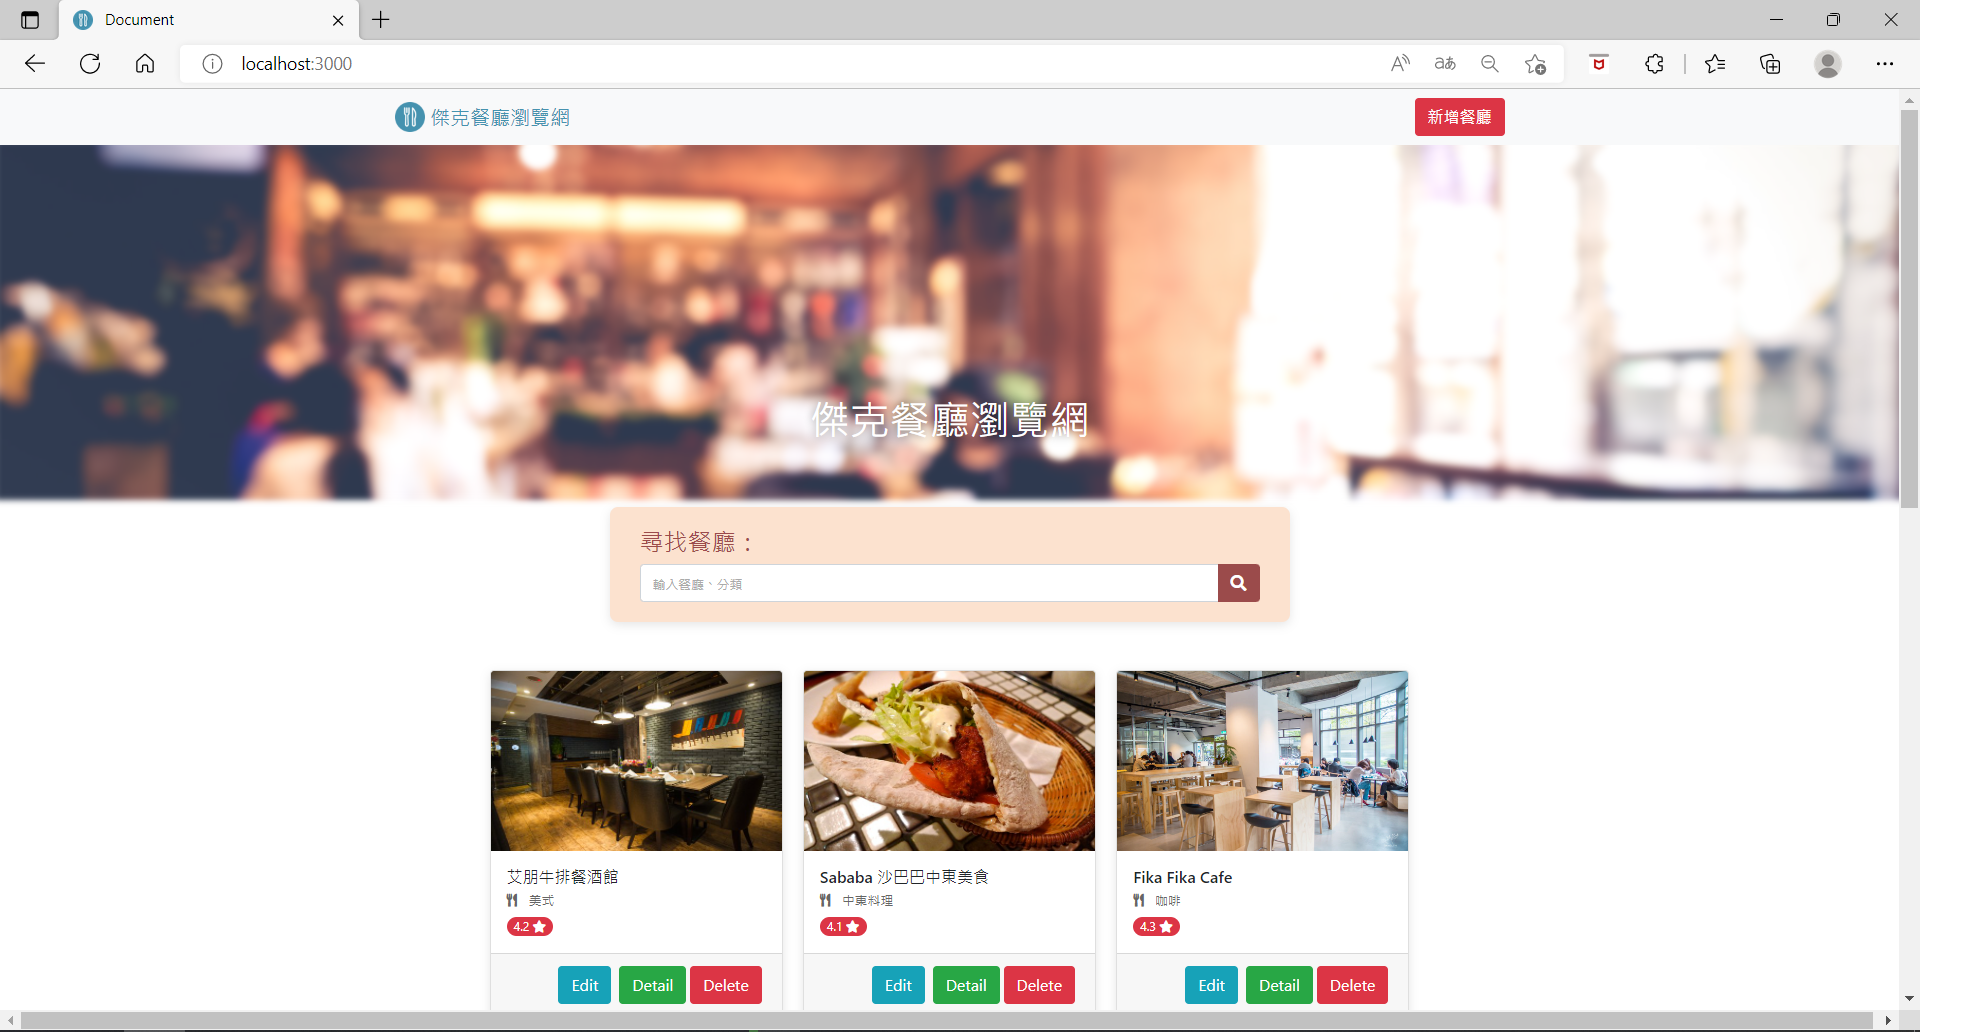 Document
localhost:3000
傑克餐廳瀏覽網
新增餐廳
傑克餐廳瀏覽網
尋找餐廳：
輸入餐廳、分類
艾朋牛排餐酒館
美式
4.2
Edit Detail Delete
Sababa 沙巴巴中東美食
中東料理
4.1
Edit Detail Delete
Fika Fika Cafe
咖啡
4.3
Edit Detail Delete